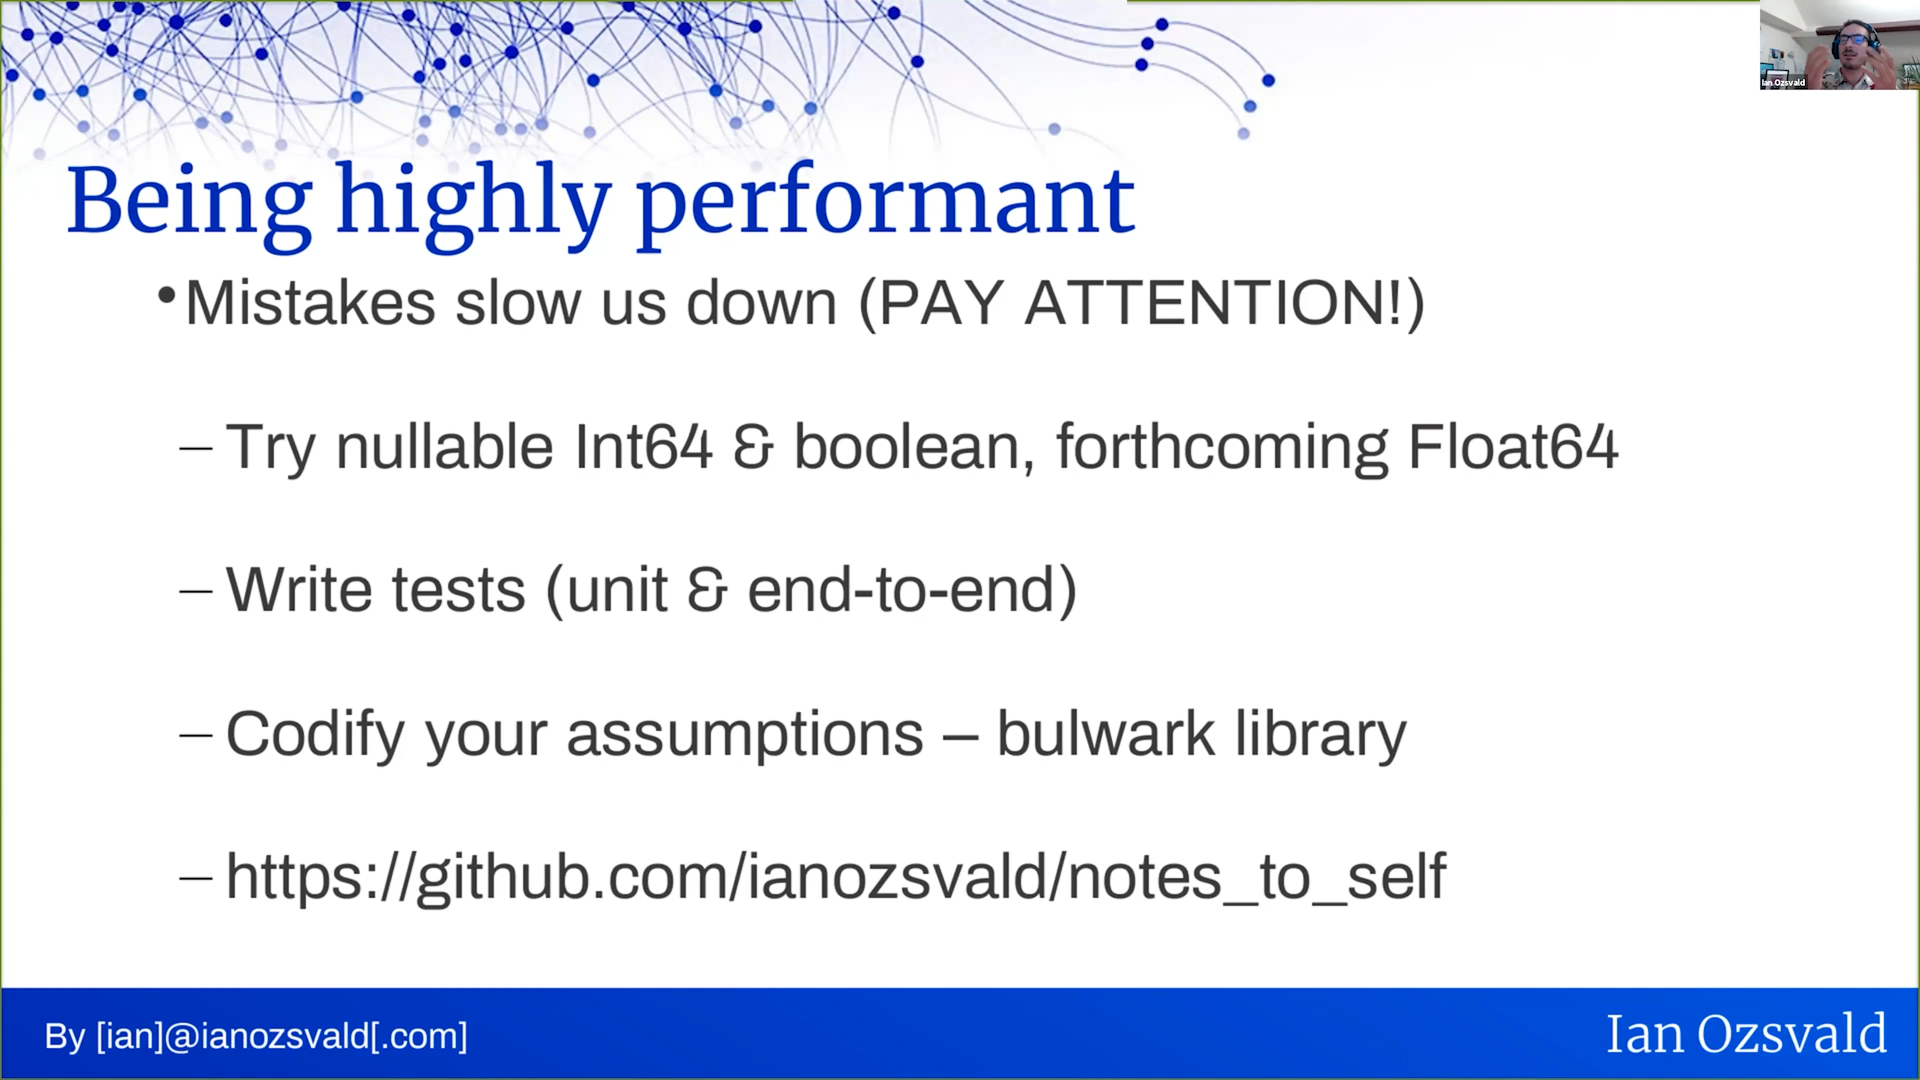 Ian Ozsvald
Being highly performant
•Mistakes slow us down (PAY ATTENTION!)
– Try nullable Int64 & boolean, forthcoming Float64
– Write tests (unit & end-to-end)
– Codify your assumptions – bulwark library
– https://github.com/ianozsvald/notes_to_self
By [ian]@ianozsvald[.com]
Ian Ozsvald